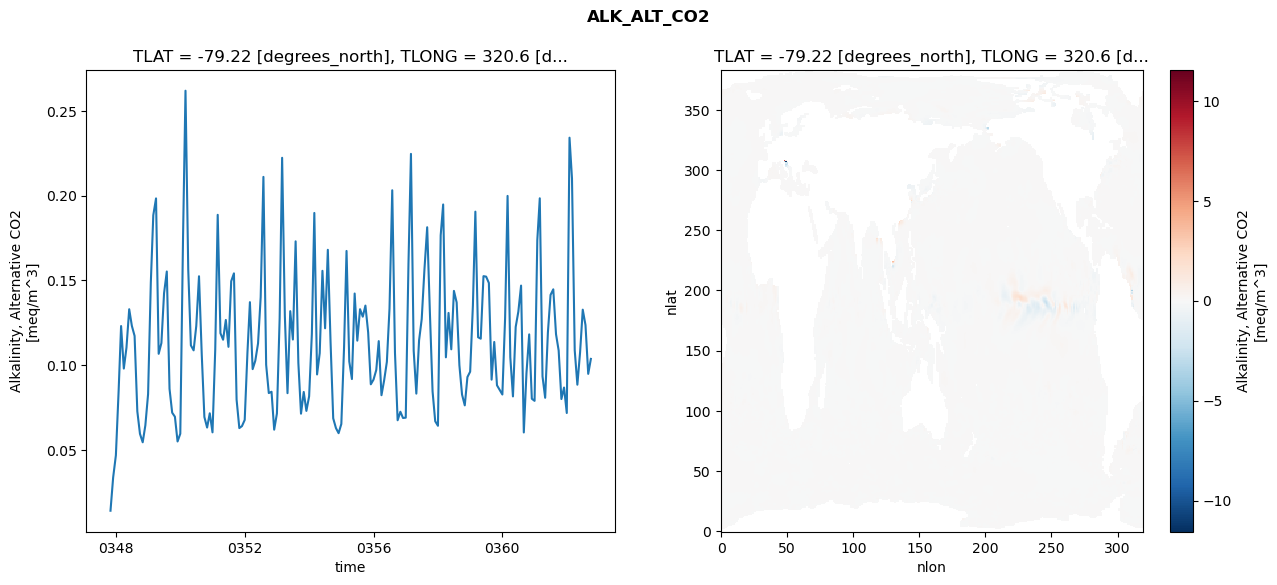 ALK_ALT_CO2
TLAT = -79.22 [degrees_north], TLONG = 320.6 [d...
0.25
0.20
0.15
0.10
0.05
Alkalinity, Alternative CO2
[meq/m^3]
0348
0352
0356
0360
time
TLAT = -79.22 [degrees_north], TLONG = 320.6 [d...
350
300
250
200
150
100
50
0
nlat
0
50
100
150
200
250
300
nlon
10
5
0
−5
−10
Alkalinity, Alternative CO2
[meq/m^3]